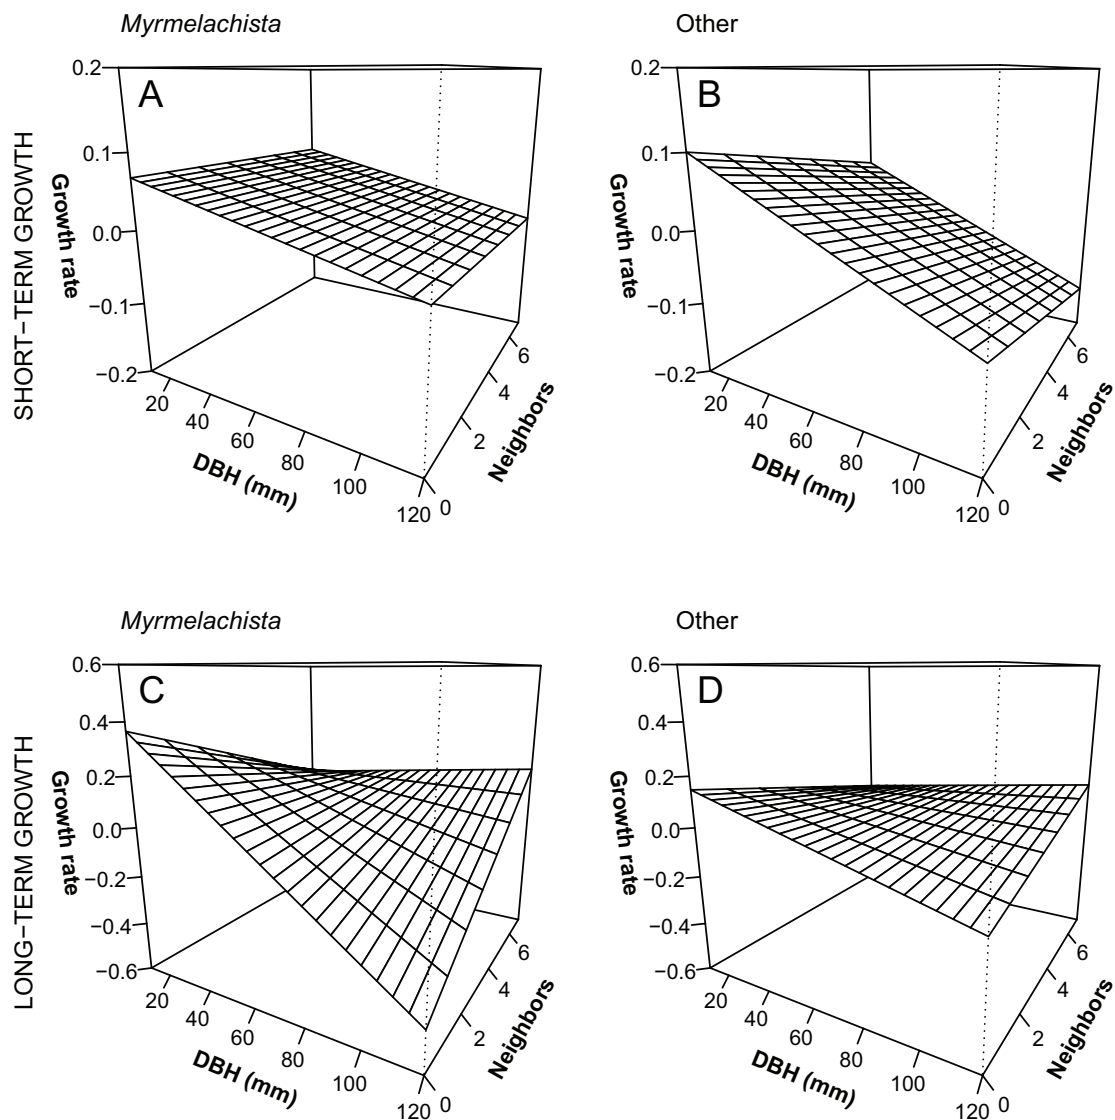 Myrmelachista
Other
SHORT−TERM GROWTH
A
0.2
0.1
0.0
−0.1
−0.2
Growth rate
20
40
60
80
100
120
DBH (mm)
0
2
4
6
Neighbors
B
0.2
0.1
0.0
−0.1
−0.2
Growth rate
20
40
60
80
100
120
DBH (mm)
0
2
4
6
Neighbors
Myrmelachista
Other
LONG−TERM GROWTH
C
0.6
0.4
0.2
0.0
−0.2
−0.4
−0.6
Growth rate
20
40
60
80
100
120
DBH (mm)
0
2
4
6
Neighbors
D
0.6
0.4
0.2
0.0
−0.2
−0.4
−0.6
Growth rate
20
40
60
80
100
120
DBH (mm)
0
2
4
6
Neighbors